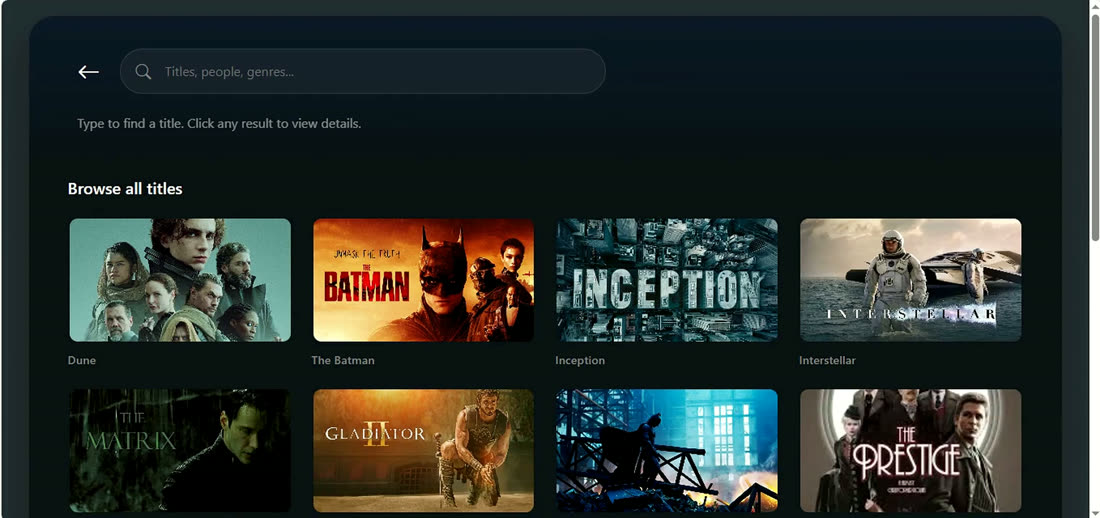 Titles, people, genres...
Type to find a title. Click any result to view details.
Browse all titles
UNMASK THE TRUTH
THE
BATMAN
INCEPTION
INTERSTELLAR
Dune
The Batman
Inception
Interstellar
THE
MATRIX
GLADIATOR
II
THE
PRESTIGE